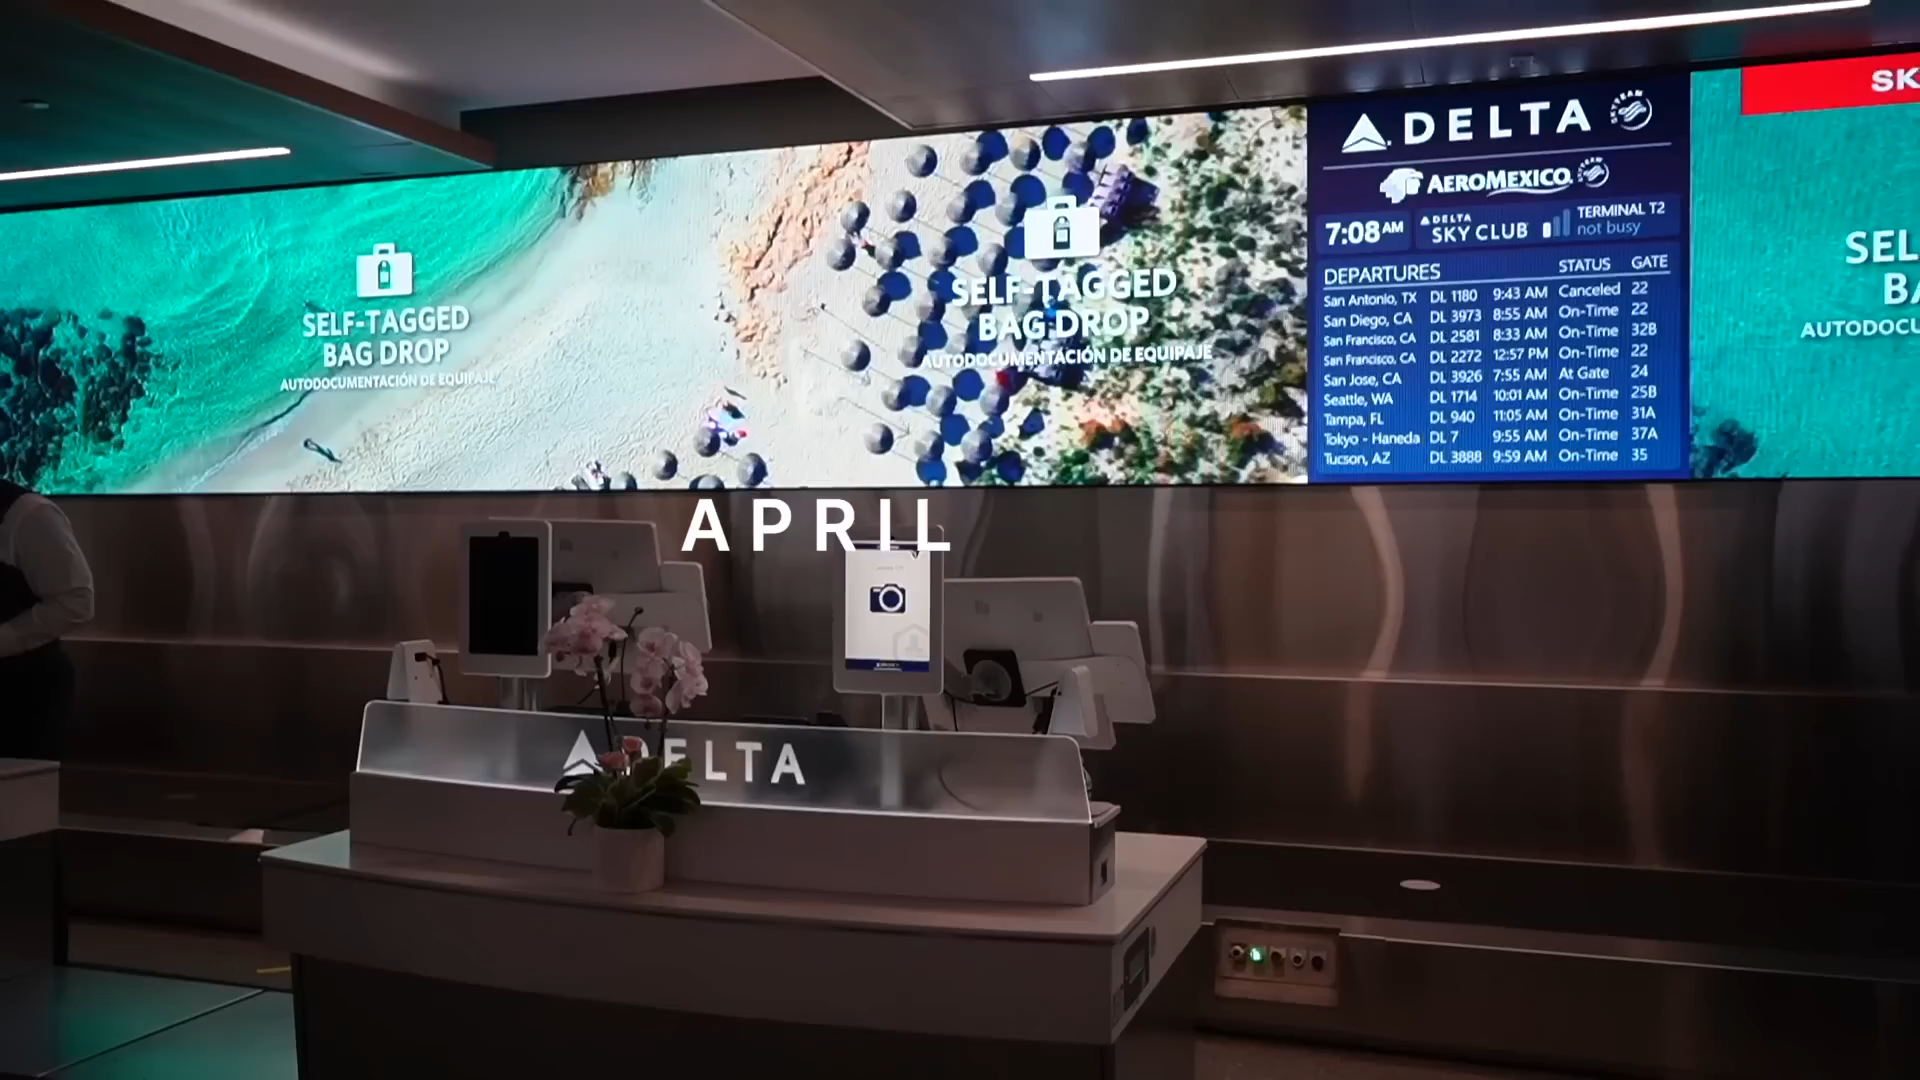 SELF-TAGGED
BAG DROP
AUTODOCUMENTACIÓN DE EQUIPAJE
SELF-TAGGED
BAG DROP
AUTODOCUMENTACIÓN DE EQUIPAJE
DELTA
SKYTEAM
AEROMEXICO
SKYTEAM
7:08 AM
DELTA
SKY CLUB
TERMINAL T2
not busy
DEPARTURES STATUS GATE
San Antonio, TX DL 1180 9:43 AM Canceled 22
San Diego, CA DL 3973 8:55 AM On-Time 22
San Francisco, CA DL 2581 8:33 AM On-Time 32B
San Francisco, CA DL 2272 12:57 PM On-Time 22
San Jose, CA DL 3926 7:55 AM At Gate 24
Seattle, WA DL 1714 10:01 AM On-Time 25B
Tampa, FL DL 940 11:05 AM On-Time 31A
Tokyo - Haneda DL 7 9:55 AM On-Time 37A
Tucson, AZ DL 3888 9:59 AM On-Time 35
SK
SEL
BA
AUTODOCU
APRIL
DELTA